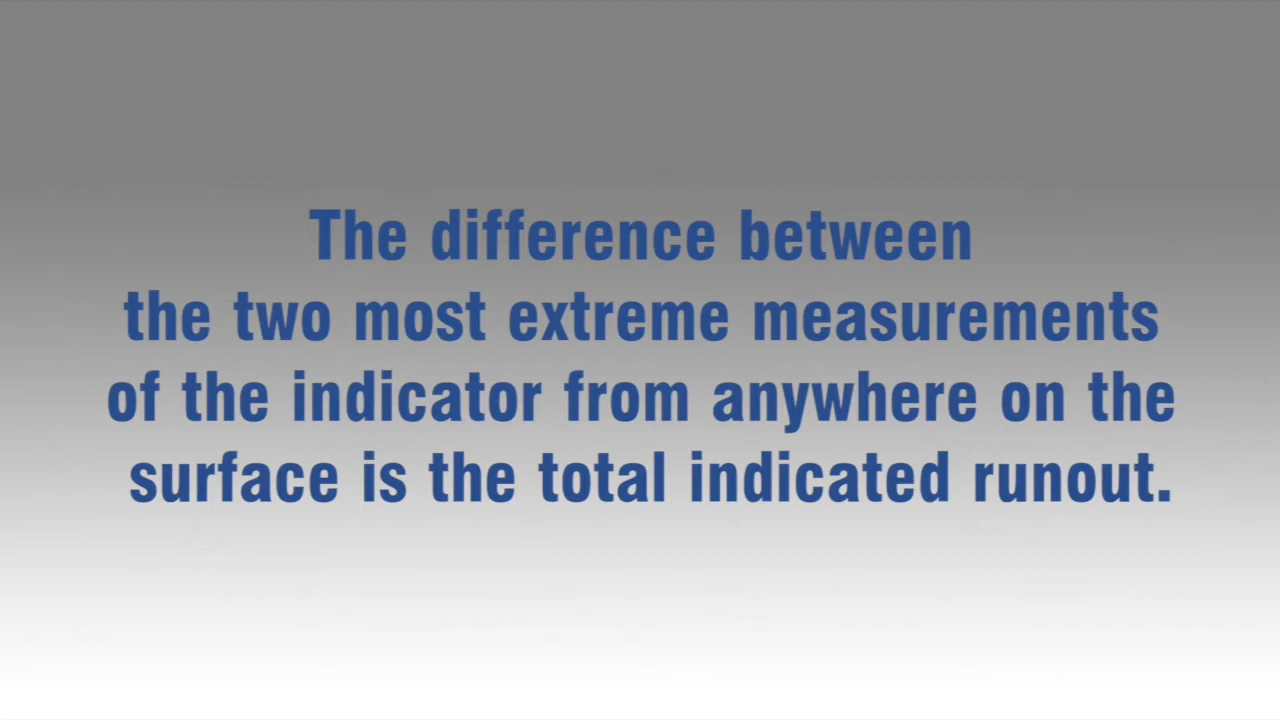 The difference between
the two most extreme measurements
of the indicator from anywhere on the
surface is the total indicated runout.